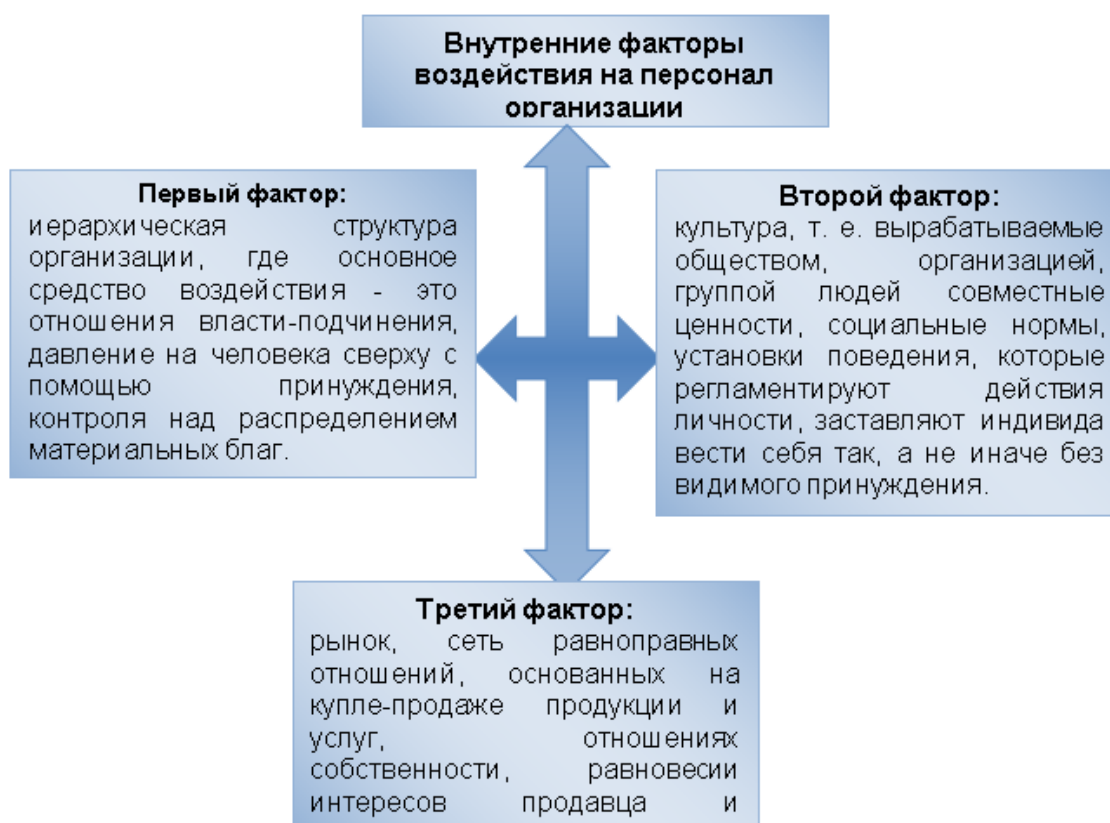 Внутренние факторы
воздействия на персонал
организации
Первый фактор:
иерархическая структура
организации, где основное
средство воздействия - это
отношения власти-подчинения,
давление на человека сверху с
помощью принуждения,
контроля над распределением
материальных благ.
Второй фактор:
культура, т. е. вырабатываемые
обществом, организацией,
группой людей совместные
ценности, социальные нормы,
установки поведения, которые
регламентируют действия
личности, заставляют индивида
вести себя так, а не иначе без
видимого принуждения.
Третий фактор:
рынок, сеть равноправных
отношений, основанных на
купле-продаже продукции и
услуг, отношениях
собственности, равновесии
интересов продавца и